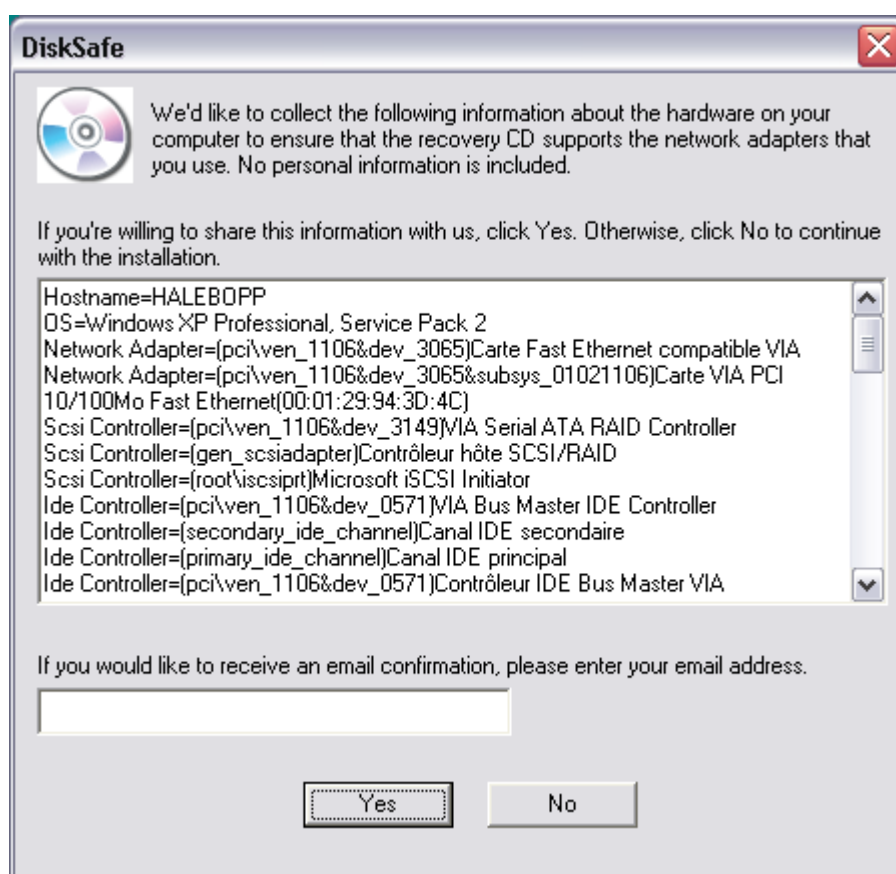 DiskSafe
We'd like to collect the following information about the hardware on your
computer to ensure that the recovery CD supports the network adapters that
you use. No personal information is included.
If you're willing to share this information with us, click Yes. Otherwise, click No to continue
with the installation.
Hostname=HALEBOPP
OS=Windows XP Professional, Service Pack 2
Network Adapter=(pci\ven_1106&dev_3065)Carte Fast Ethernet compatible VIA
Network Adapter=(pci\ven_1106&dev_3065&subsys_01021106)Carte VIA PCI
10/100Mo Fast Ethernet(00:01:29:94:3D:4C)
Scsi Controller=(pci\ven_1106&dev_3149)VIA Serial ATA RAID Controller
Scsi Controller=(gen_scsiadapter)Contrôleur hôte SCSI/RAID
Scsi Controller=(root\iscsiprt)Microsoft iSCSI Initiator
Ide Controller=(pci\ven_1106&dev_0571)VIA Bus Master IDE Controller
Ide Controller=(secondary_ide_channel)Canal IDE secondaire
Ide Controller=(primary_ide_channel)Canal IDE principal
Ide Controller=(pci\ven_1106&dev_0571)Contrôleur IDE Bus Master VIA
If you would like to receive an email confirmation, please enter your email address.
Yes
No